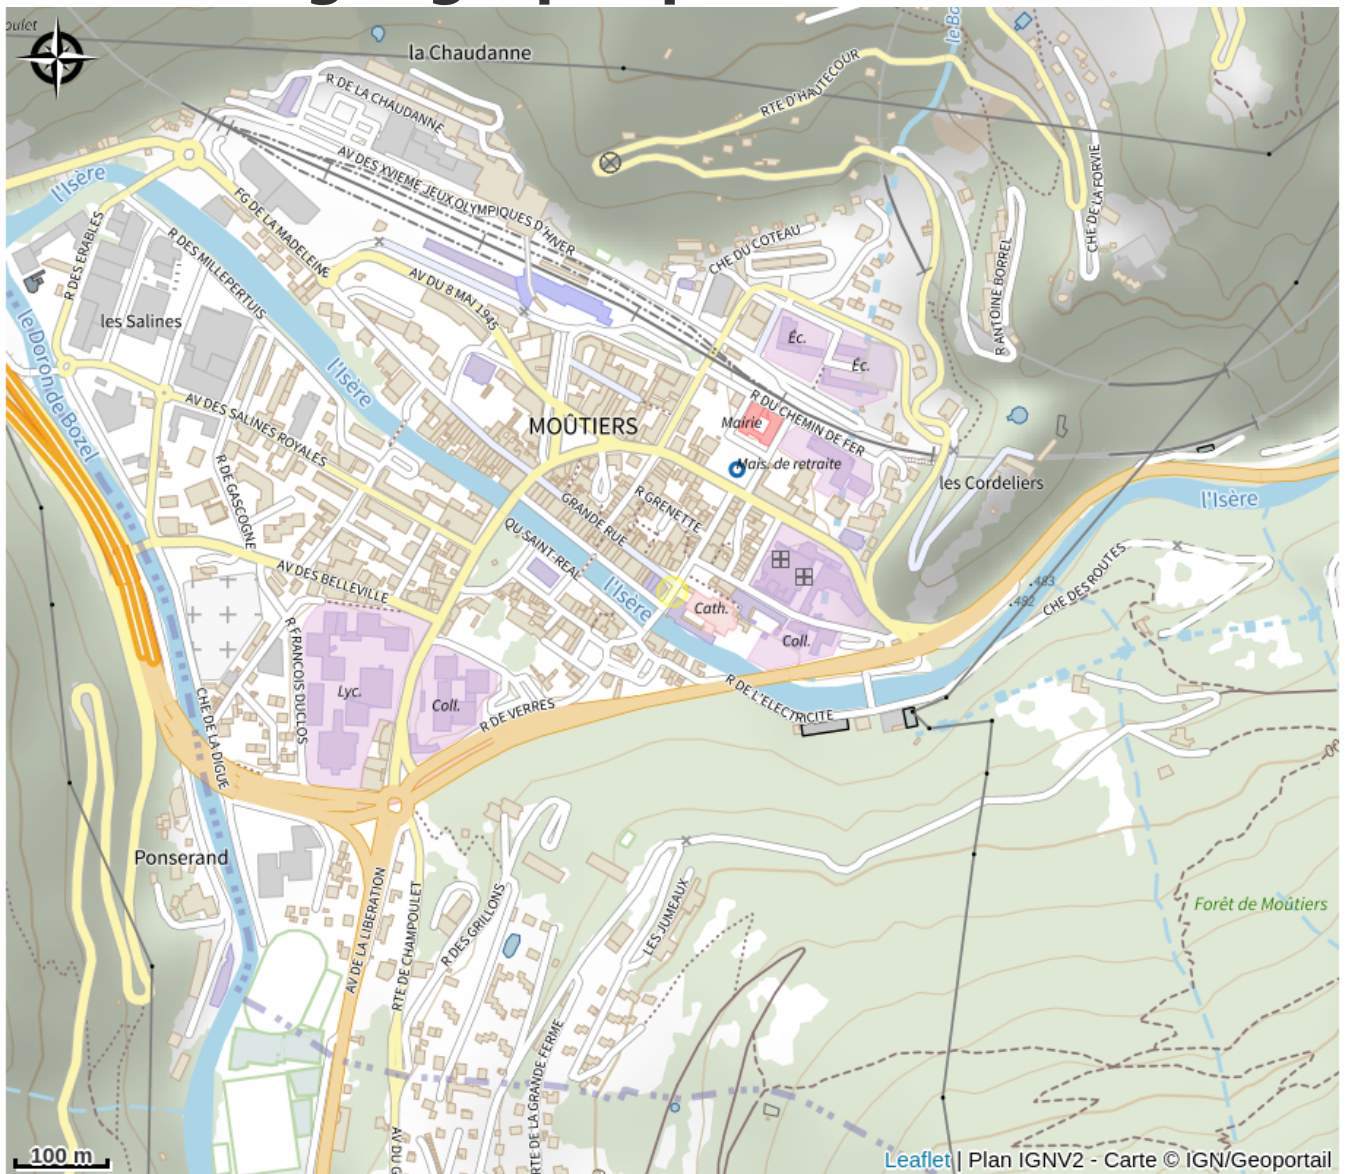 la Chaudanne
R DE LA CHAUDANNE
RTE D'HAUTECOUR
AV DES XVIEME JEUX OLYMPIQUES D'HIVER
CHE DE LA FORVIE
l'Isère
FG DE LA MADELEINE
R DES ERABLES
R DES MILLEPERTUIS
CHE DU COTEAU
R ANTOINE BORREL
AV DU 8 MAI 1945
les Salines
le Doron de Bozel
l'Isère
Éc.
Éc.
AV DES SALINES ROYALES
MOÛTIERS
Mairie
R DU CHEMIN DE FER
Mais. de retraite
les Cordeliers
l'Isère
R DE GASCOGNE
GRANDE RUE
R GRENETTE
QU SAINT-REAL
l'Isère
AV DES BELLEVILLE
Cath.
Coll.
483
482
CHE DES ROUTES
R FRANCOIS DUCLOS
Lyc.
Coll.
R DE VERRES
R DE L'ELECTRICITE
CHE DE LA DIGUE
Ponserand
AV DE LA LIBERATION
RTE DE CHAMPOULET
R DES GRILLONS
LES JUMEAUX
Forêt de Moûtiers
RTE DE LA GRANDE FERME
100 m
Leaflet | Plan IGNV2 - Carte © IGN/Geoportail